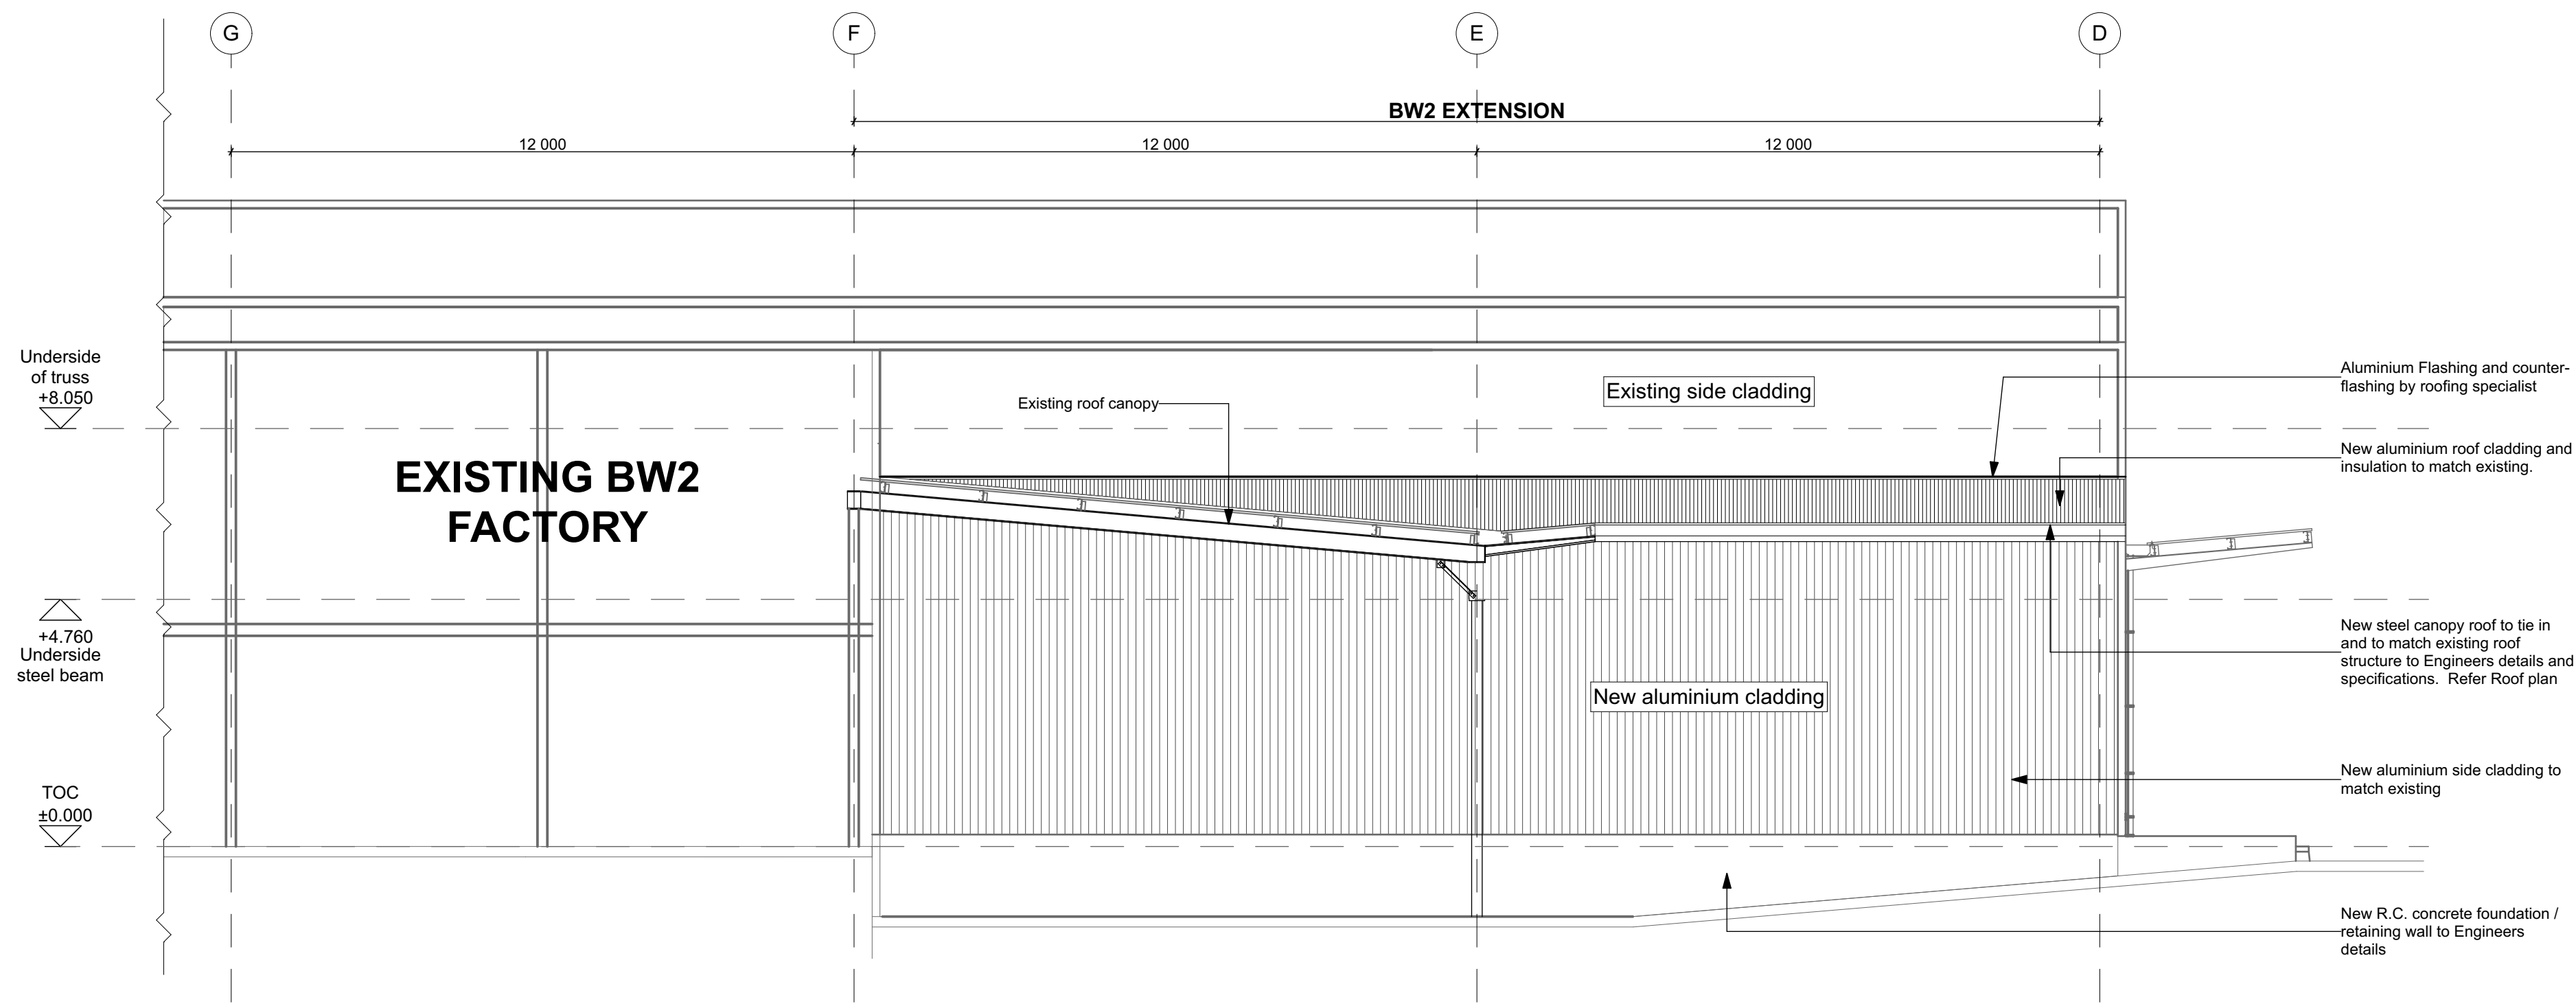 G
F
E
D
BW2 EXTENSION
12 000
12 000
12 000
Underside
of truss
+8.050
Existing roof canopy
Existing side cladding
Aluminium Flashing and counter-
flashing by roofing specialist
New aluminium roof cladding and
insulation to match existing.
EXISTING BW2
FACTORY
+4.760
Underside
steel beam
New steel canopy roof to tie in
and to match existing roof
structure to Engineers details and
specifications. Refer Roof plan
New aluminium cladding
New aluminium side cladding to
match existing
TOC
±0.000
New R.C. concrete foundation /
retaining wall to Engineers
details